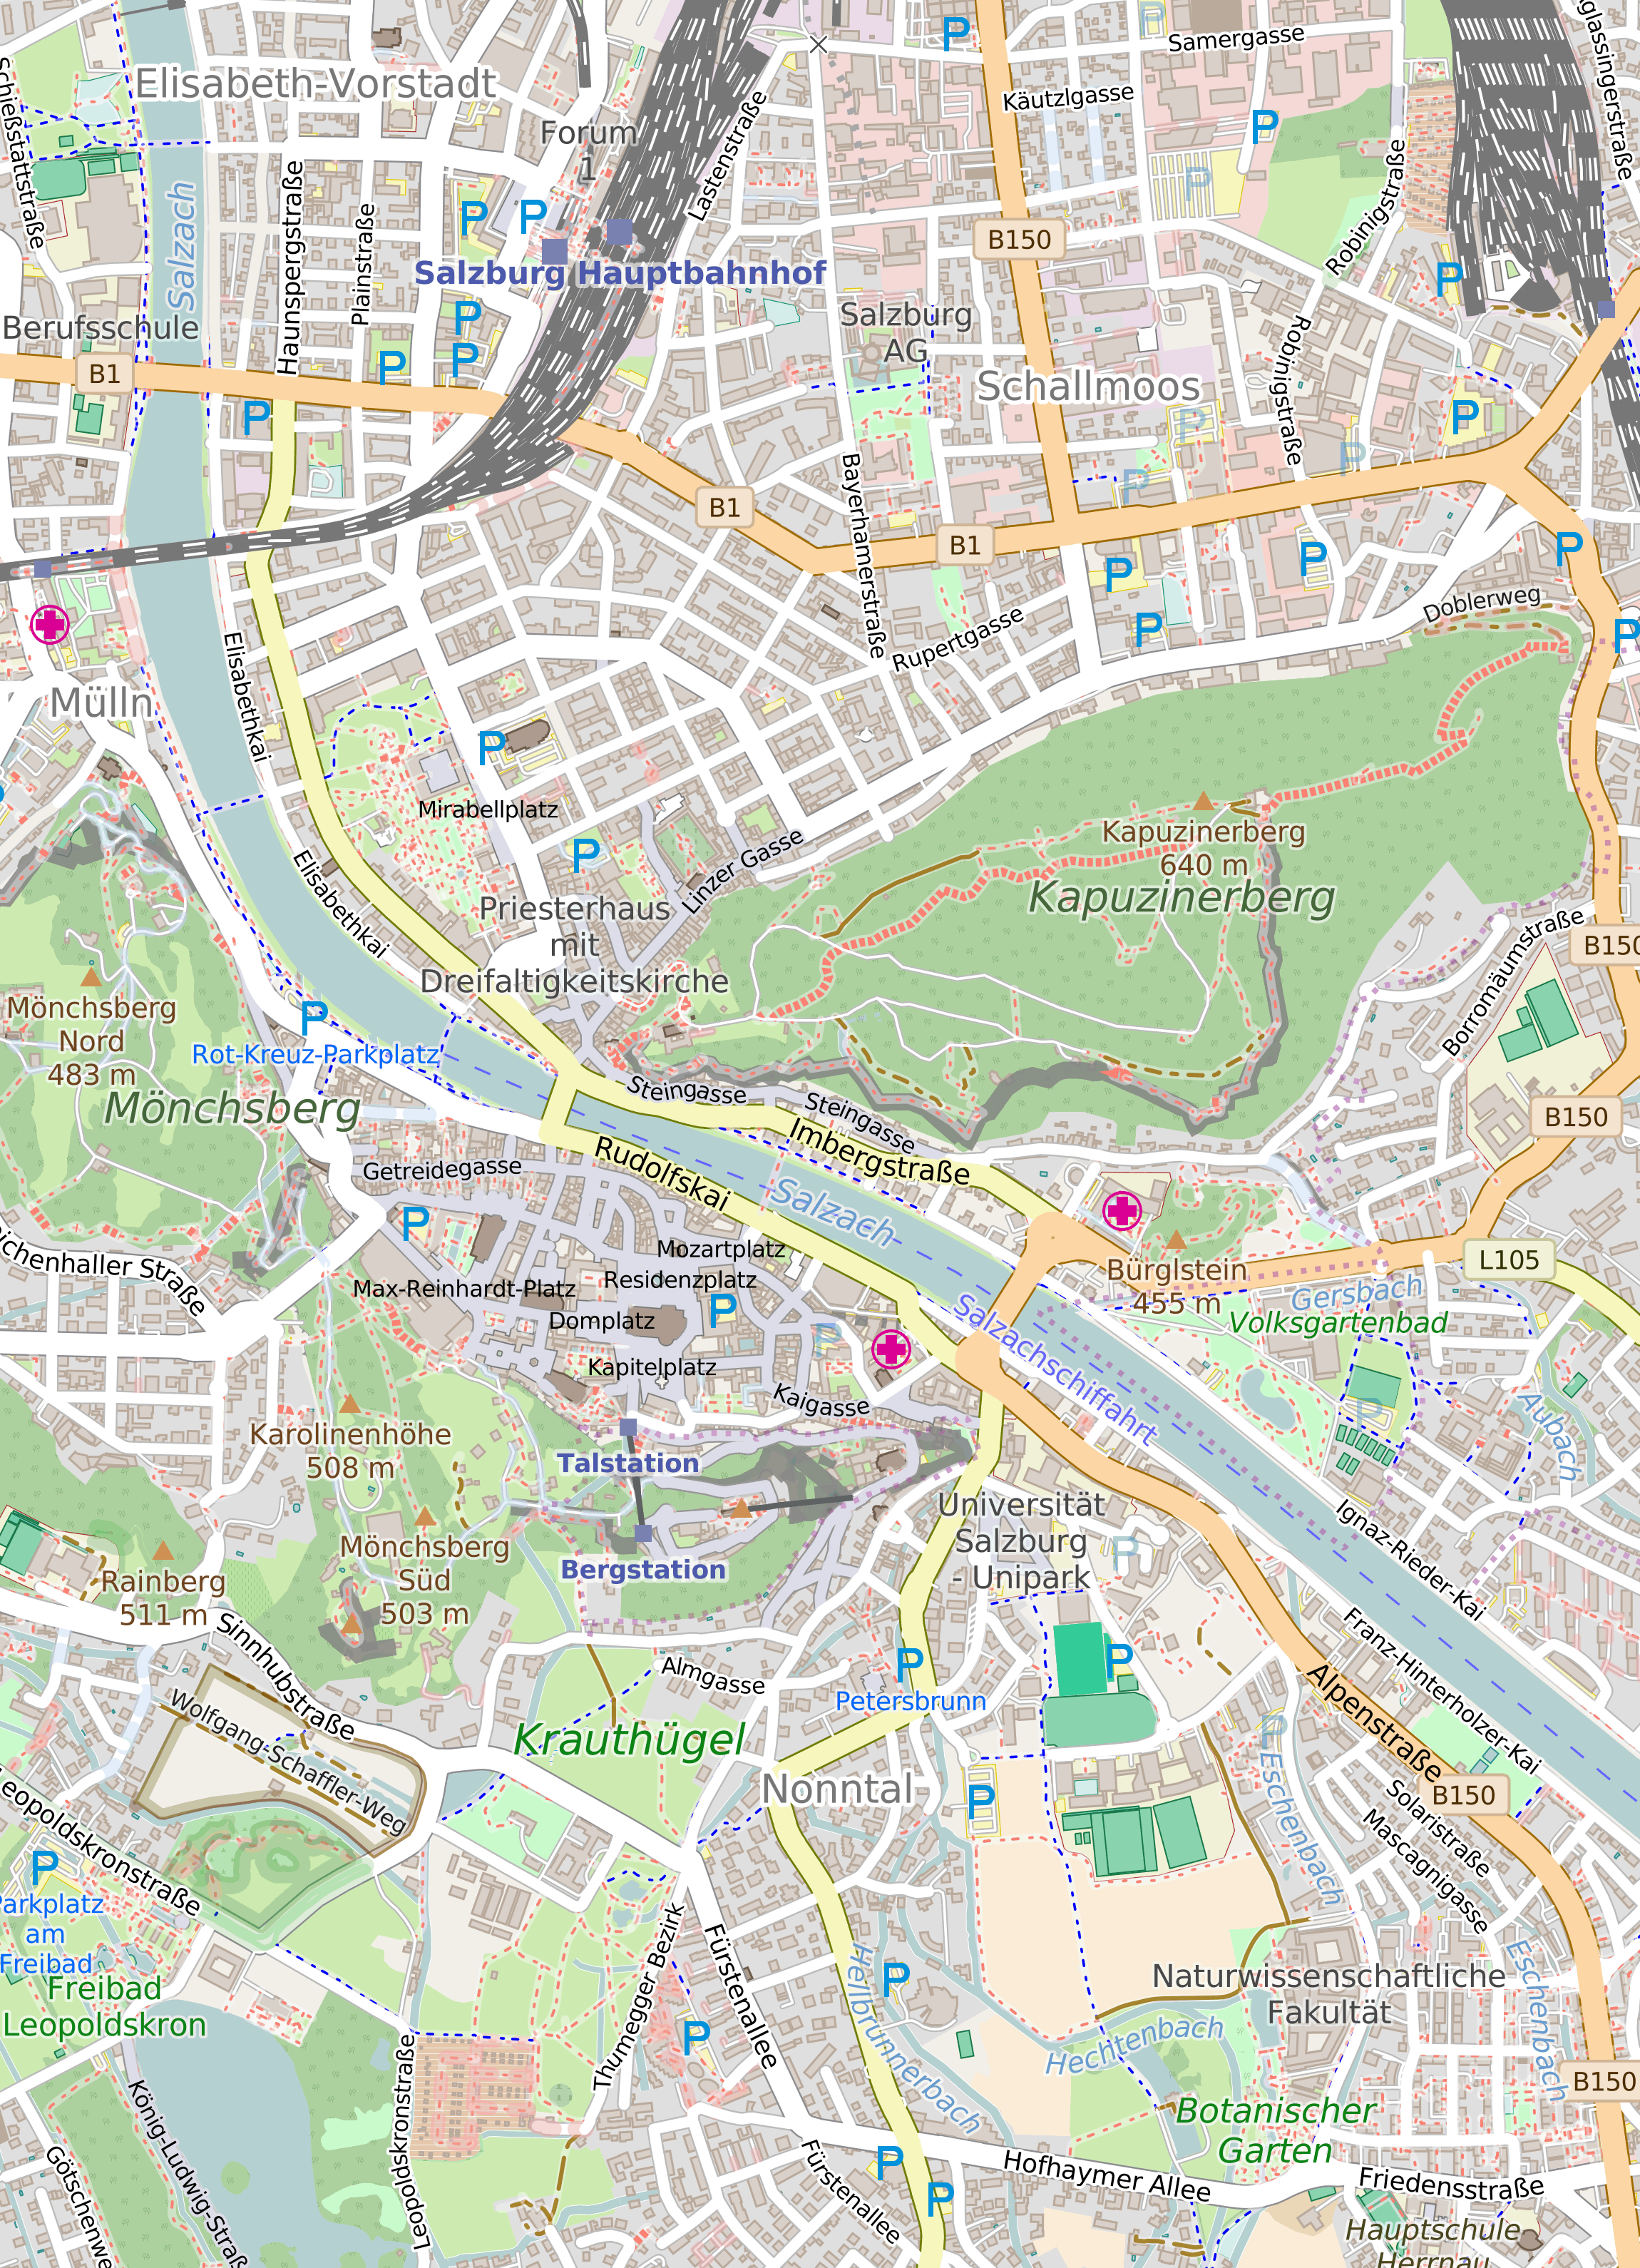 Samergasse
Elisabeth-Vorstadt
Käutzlgasse
Forum
1
P
Schießstattstraße
Lastenstraße
Robinigstraße
Salzach
Haunspergstraße
Plainstraße
B150
Salzburg Hauptbahnhof
Berufsschule
Salzburg
AG
Robinigstraße
Schallmoos
B1
B1
B1
Bayerhamerstraße
Doblerweg
Rupertgasse
Elisabethkai
Mülln
Mirabellplatz
Kapuzinerberg
640 m
Kapuzinerberg
Linzer Gasse
Elisabethkai
Priesterhaus
mit
Dreifaltigkeitskirche
Borromäumstraße
B150
Mönchsberg
Nord
483 m
Rot-Kreuz-Parkplatz
Mönchsberg
Steingasse
Steingasse
Imbergstraße
B150
Getreidegasse
Rudolfskai
Salzach
Mozartplatz
Residenzplatz
Max-Reinhardt-Platz
Domplatz
Kapitelplatz
Kaigasse
Bürglstein
455 m
L105
Gersbach
Volksgartenbad
Salzachschiffahrt
Aubach
Karolinenhöhe
508 m
Talstation
Bergstation
Mönchsberg
Süd
503 m
Rainberg
511 m
Universität
Salzburg
- Unipark
Ignaz-Rieder-Kai
Franz-Hinterholzer-Kai
Alpenstraße
Sinnhubstraße
Wolfgang-Schaffler-Weg
Almgasse
Petersbrunn
Krauthügel
Nonntal
B150
Solaristraße
Mascagnigasse
Eschenbach
Leopoldskronstraße
Parkplatz
am
Freibad
Freibad
Leopoldskron
Thumegger Bezirk
Fürstenallee
Hellbrunnerbach
Naturwissenschaftliche
Fakultät
Eschenbach
Hechtenbach
B150
Botanischer
Garten
König-Ludwig-Straß
Götschenwe
Leopoldskronstraße
Fürstenallee
Hofhaymer Allee
Friedensstraße
Hauptschule
Herrnau